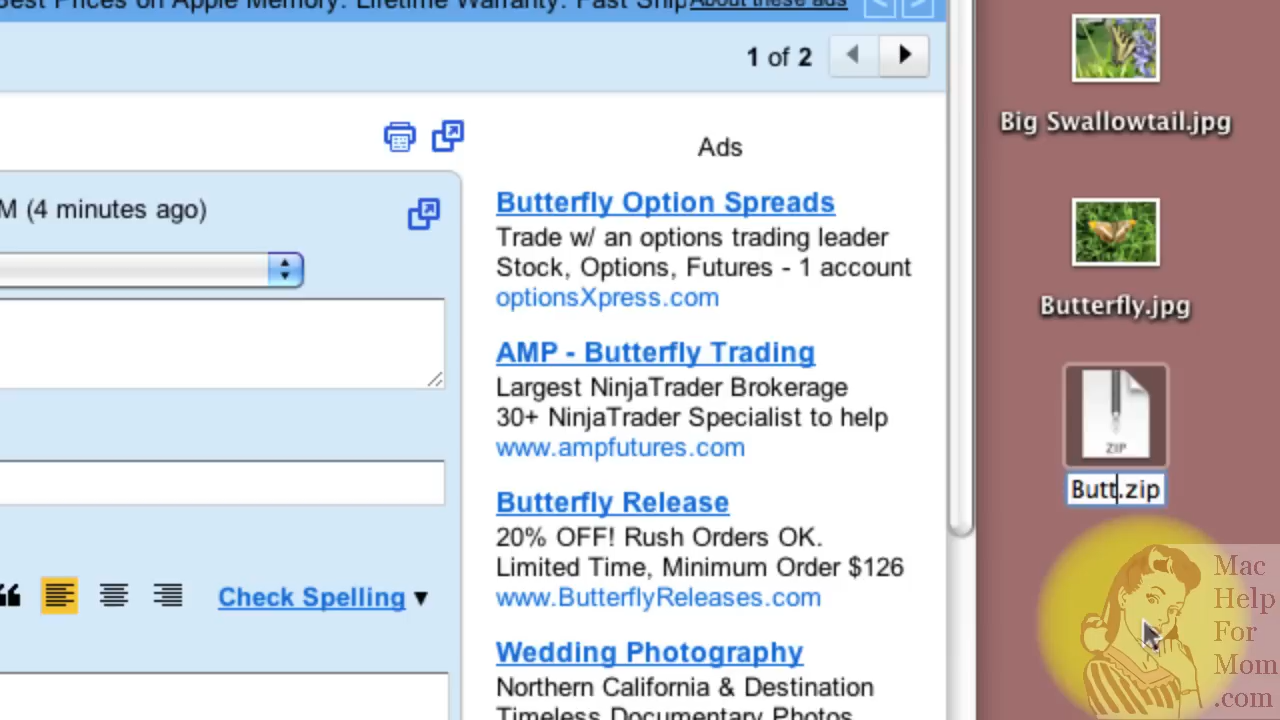 Best Prices on Apple Memory. Lifetime Warranty. Fast Ship
About these ads
1 of 2
M (4 minutes ago)
Check Spelling
Ads
Butterfly Option Spreads
Trade w/ an options trading leader
Stock, Options, Futures - 1 account
optionsXpress.com
AMP - Butterfly Trading
Largest NinjaTrader Brokerage
30+ NinjaTrader Specialist to help
www.ampfutures.com
Butterfly Release
20% OFF! Rush Orders OK.
Limited Time, Minimum Order $126
www.ButterflyReleases.com
Wedding Photography
Northern California & Destination
Timeless Documentary Photos
Big Swallowtail.jpg
Butterfly.jpg
ZIP
Butt.zip
Mac
Help
For
Mom
.com